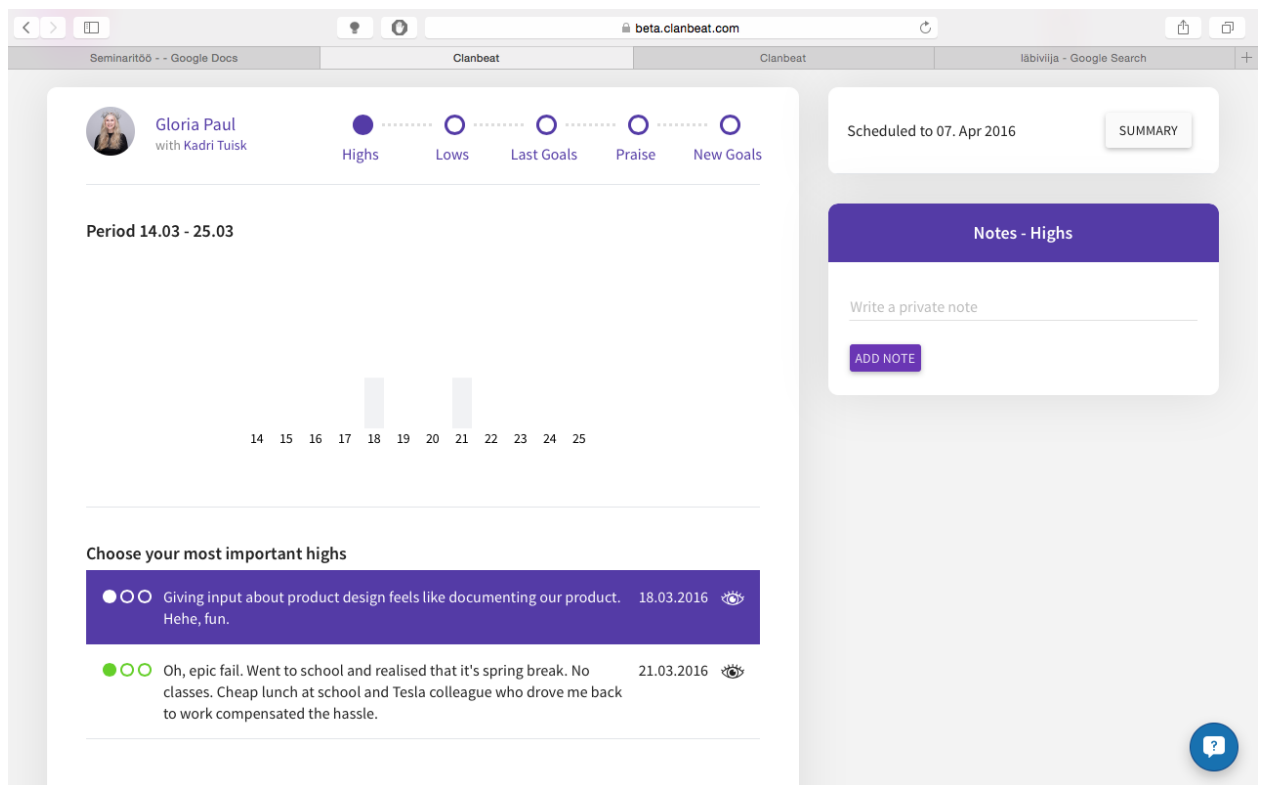 beta.clanbeat.com
Seminaritöö - - Google Docs
Clanbeat
Clanbeat
läbiviija - Google Search
Gloria Paul
with Kadri Tuisk
Highs
Lows
Last Goals
Praise
New Goals
Scheduled to 07. Apr 2016
SUMMARY
Period 14.03 - 25.03
14 15 16 17 18 19 20 21 22 23 24 25
Notes - Highs
Write a private note
ADD NOTE
Choose your most important highs
Giving input about product design feels like documenting our product. 18.03.2016
Hehe, fun.
Oh, epic fail. Went to school and realised that it's spring break. No 21.03.2016
classes. Cheap lunch at school and Tesla colleague who drove me back
to work compensated the hassle.
?